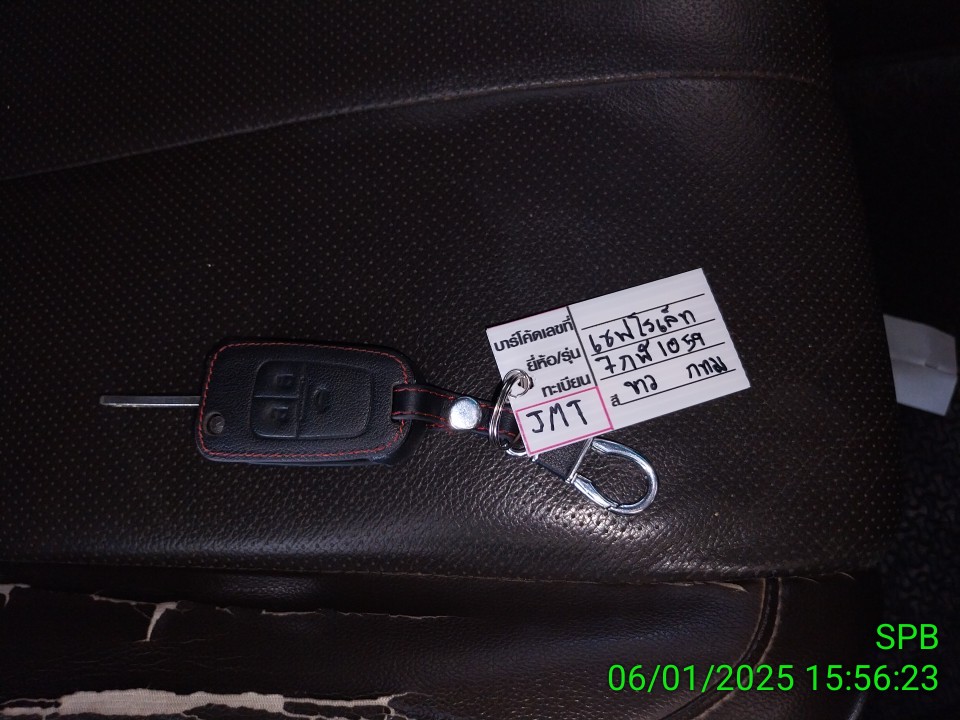 บาร์โค้ดเลขที่
ยี่ห้อ/รุ่น เชฟโรเล็ท
ทะเบียน 7กพ 1059
สี ขาว กทม
JMT
SPB
06/01/2025 15:56:23